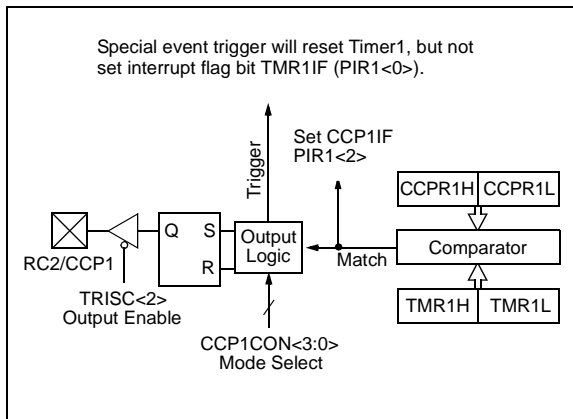 Special event trigger will reset Timer1, but not
set interrupt flag bit TMR1IF (PIR1<0>).
Trigger
Set CCP1IF
PIR1<2>
CCPR1H CCPR1L
Q S
R
Output
Logic
Match
Comparator
RC2/CCP1
TRISC<2>
Output Enable
TMR1H TMR1L
CCP1CON<3:0>
Mode Select